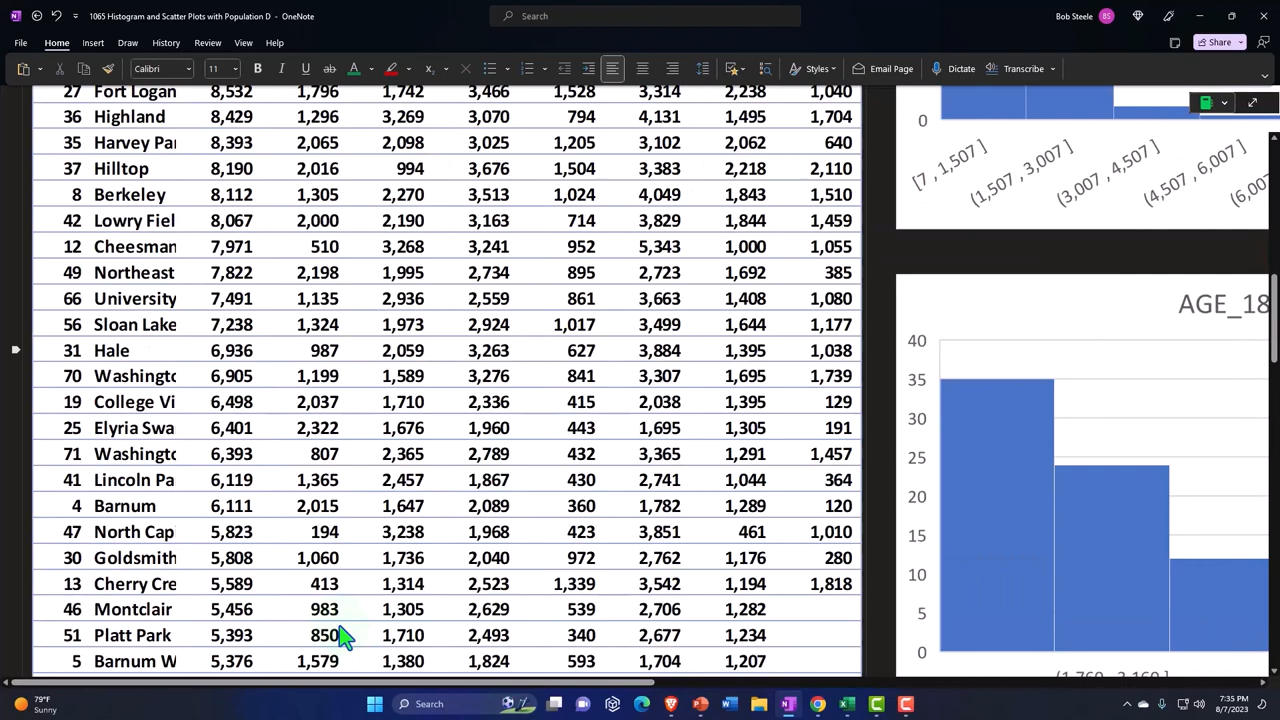 1065 Histogram and Scatter Plots with Population D - OneNote
Search
Bob Steele
BS
File Home Insert Draw History Review View Help
Share
Calibri 11 B I U ab A Styles Email Page Dictate Transcribe
27 Fort Logan 8,532 1,796 1,742 3,466 1,528 3,314 2,238 1,040
36 Highland 8,429 1,296 3,269 3,070 794 4,131 1,495 1,704
35 Harvey Pa 8,393 2,065 2,098 3,025 1,205 3,102 2,062 640
37 Hilltop 8,190 2,016 994 3,676 1,504 3,383 2,218 2,110
8 Berkeley 8,112 1,305 2,270 3,513 1,024 4,049 1,843 1,510
42 Lowry Fiel 8,067 2,000 2,190 3,163 714 3,829 1,844 1,459
12 Cheesman 7,971 510 3,268 3,241 952 5,343 1,000 1,055
49 Northeast 7,822 2,198 1,995 2,734 895 2,723 1,692 385
66 University 7,491 1,135 2,936 2,559 861 3,663 1,408 1,080
56 Sloan Lake 7,238 1,324 1,973 2,924 1,017 3,499 1,644 1,177
31 Hale 6,936 987 2,059 3,263 627 3,884 1,395 1,038
70 Washingto 6,905 1,199 1,589 3,276 841 3,307 1,695 1,739
19 College Vi 6,498 2,037 1,710 2,336 415 2,038 1,395 129
25 Elyria Swa 6,401 2,322 1,676 1,960 443 1,695 1,305 191
71 Washingto 6,393 807 2,365 2,789 432 3,365 1,291 1,457
41 Lincoln Pa 6,119 1,365 2,457 1,867 430 2,741 1,044 364
4 Barnum 6,111 2,015 1,647 2,089 360 1,782 1,289 120
47 North Cap 5,823 194 3,238 1,968 423 3,851 461 1,010
30 Goldsmith 5,808 1,060 1,736 2,040 972 2,762 1,176 280
13 Cherry Cre 5,589 413 1,314 2,523 1,339 3,542 1,194 1,818
46 Montclair 5,456 983 1,305 2,629 539 2,706 1,282
51 Platt Park 5,393 850 1,710 2,493 340 2,677 1,234
5 Barnum W 5,376 1,579 1,380 1,824 593 1,704 1,207
0
[7 , 1,507 ]
(1,507 , 3,007 ]
(3,007 , 4,507 ]
(4,507 , 6,007 ]
(6,00
AGE_18
40
35
30
25
20
15
10
5
0
(1,760 , 3,160 ]
79°F
Sunny
Search
7:35 PM
8/7/2023